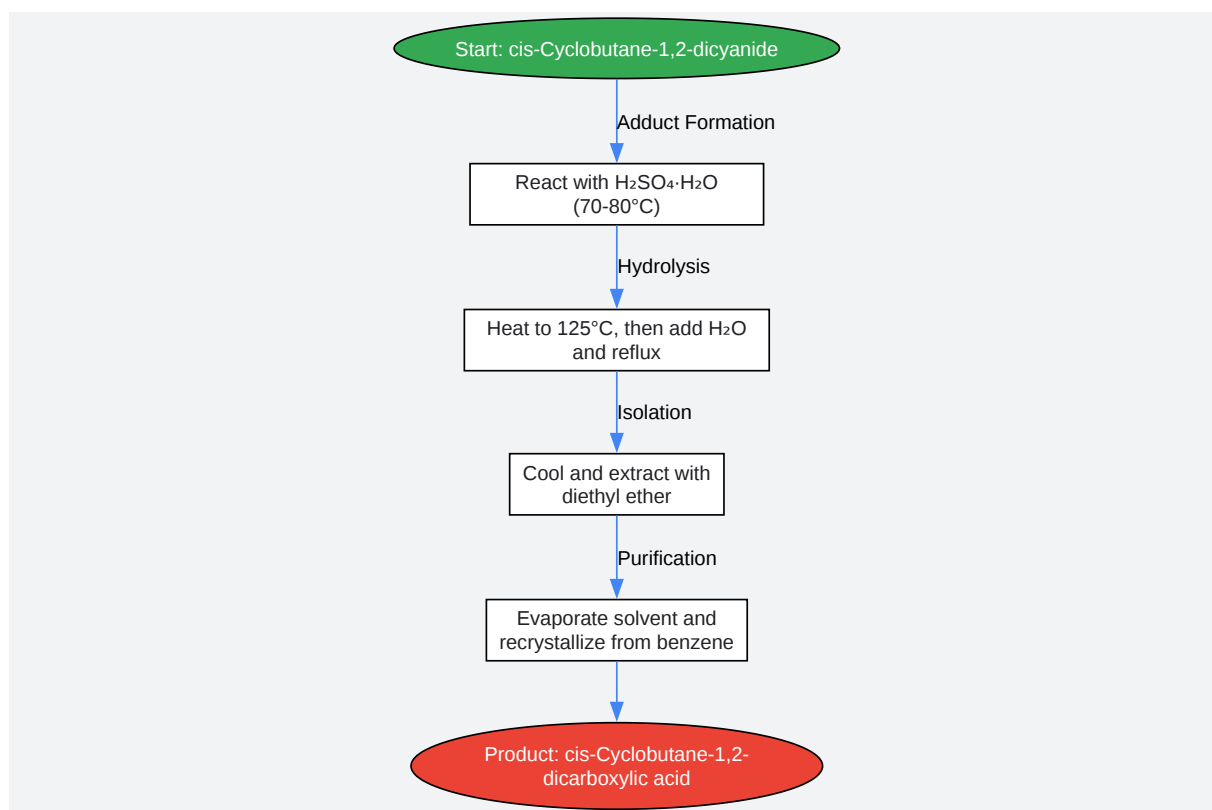 Start: cis-Cyclobutane-1,2-dicyanide
Adduct Formation
React with H₂SO₄·H₂O
(70-80°C)
Hydrolysis
Heat to 125°C, then add H₂O
and reflux
Isolation
Cool and extract with
diethyl ether
Purification
Evaporate solvent and
recrystallize from benzene
Product: cis-Cyclobutane-1,2-
dicarboxylic acid